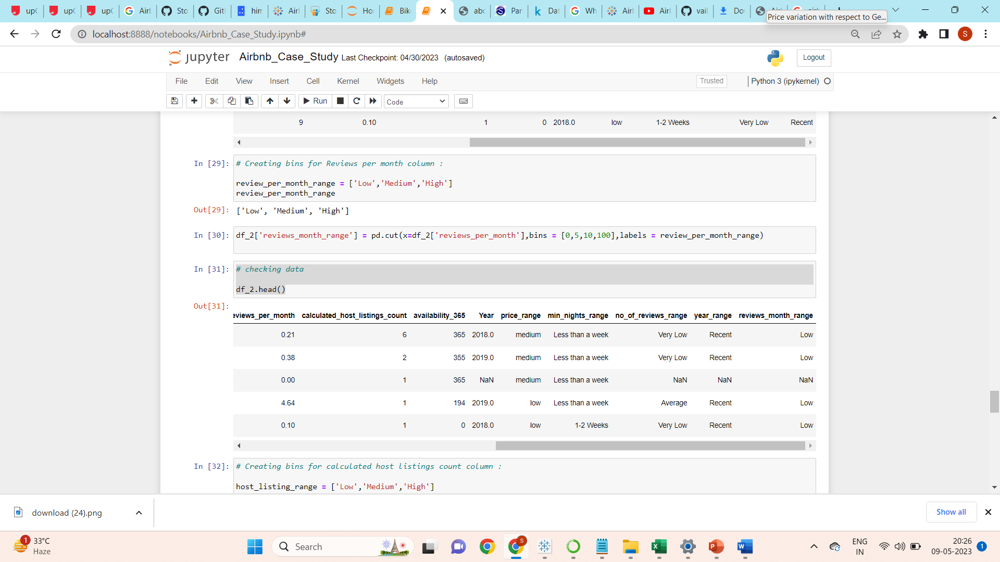 upG
upG
upG
Airb
Sto
Gitl
him
Airl
Sto
Ho
Bik
abc
Par
Dat
Wh
Airl
Airl
vail
Do
Price variation with respect to Ge...
localhost:8888/notebooks/Airbnb_Case_Study.ipynb#
S
jupyter Airbnb_Case_Study Last Checkpoint: 04/30/2023 (autosaved)
Logout
File Edit View Insert Cell Kernel Widgets Help
Trusted Python 3 (ipykernel)
Run Code
9 0.10 1 0 2018.0 low 1-2 Weeks Very Low Recent
In [29]: # Creating bins for Reviews per month column :
review_per_month_range = ['Low','Medium','High']
review_per_month_range
Out[29]: ['Low', 'Medium', 'High']
In [30]: df_2['reviews_month_range'] = pd.cut(x=df_2['reviews_per_month'],bins = [0,5,10,100],labels = review_per_month_range)
In [31]: # checking data
df_2.head()
Out[31]:
eviews_per_month calculated_host_listings_count availability_365 Year price_range min_nights_range no_of_reviews_range year_range reviews_month_range
0.21 6 365 2018.0 medium Less than a week Very Low Recent Low
0.38 2 355 2019.0 medium Less than a week Very Low Recent Low
0.00 1 365 NaN medium Less than a week NaN NaN NaN
4.64 1 194 2019.0 low Less than a week Average Recent Low
0.10 1 0 2018.0 low 1-2 Weeks Very Low Recent Low
In [32]: # Creating bins for calculated host listings count column :
host_listing_range = ['Low','Medium','High']
download (24).png
Show all
1
33°C
Haze
Search
S
ENG
IN
20:26
09-05-2023
1